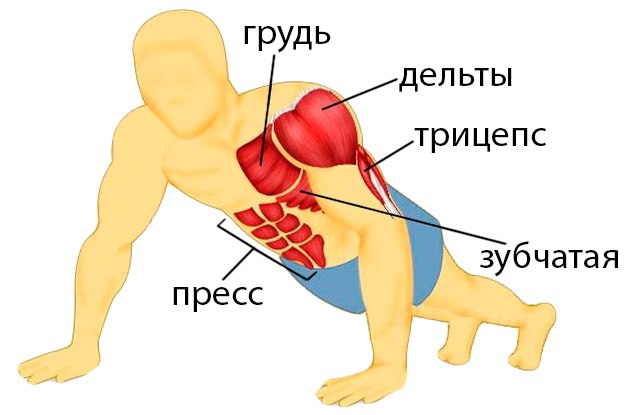 грудь
дельты
трицепс
зубчатая
пресс